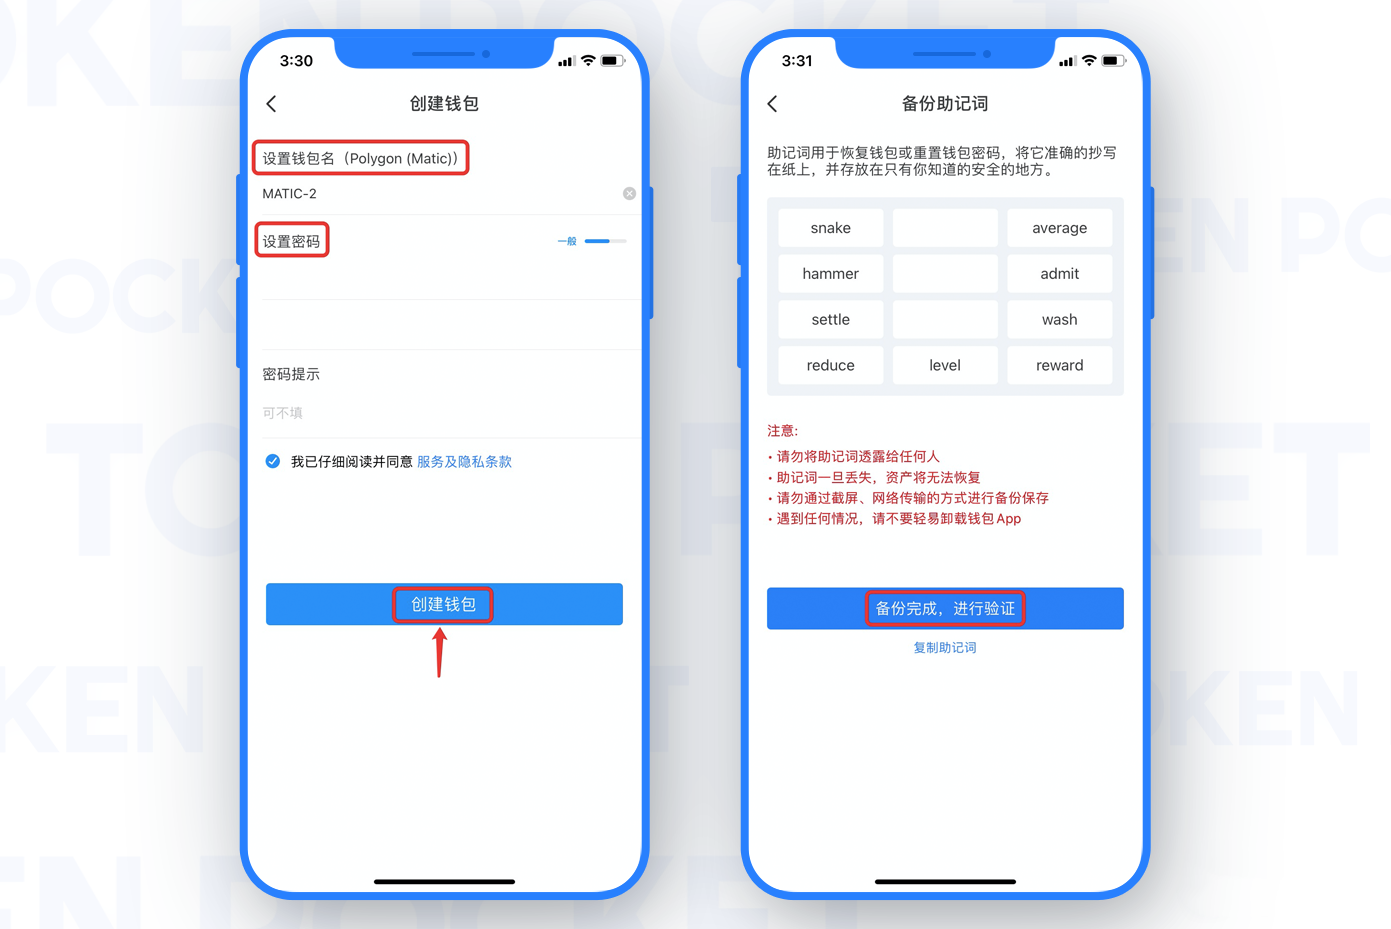 3:30
创建钱包
设置钱包名（Polygon (Matic)）
MATIC-2
设置密码
一般
密码提示
可不填
我已仔细阅读并同意 服务及隐私条款
创建钱包
3:31
备份助记词
助记词用于恢复钱包或重置钱包密码，将它准确的抄写
在纸上，并存放在只有你知道的安全的地方。
snake average
hammer admit
settle wash
reduce level reward
注意:
· 请勿将助记词透露给任何人
· 助记词一旦丢失，资产将无法恢复
· 请勿通过截屏、网络传输的方式进行备份保存
· 遇到任何情况，请不要轻易卸载钱包App
备份完成，进行验证
复制助记词